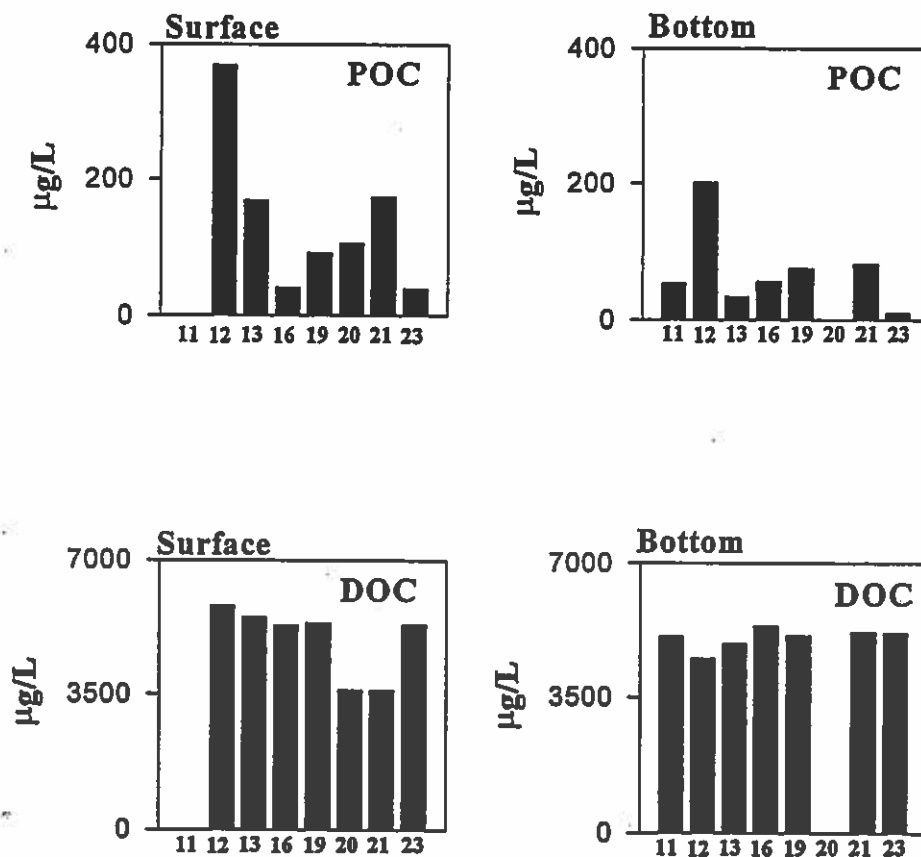 Surface
400
POC
µg/L
200
0
11 12 13 16 19 20 21 23
Bottom
400
POC
µg/L
200
0
11 12 13 16 19 20 21 23
Surface
7000
DOC
µg/L
3500
0
11 12 13 16 19 20 21 23
Bottom
7000
DOC
µg/L
3500
0
11 12 13 16 19 20 21 23